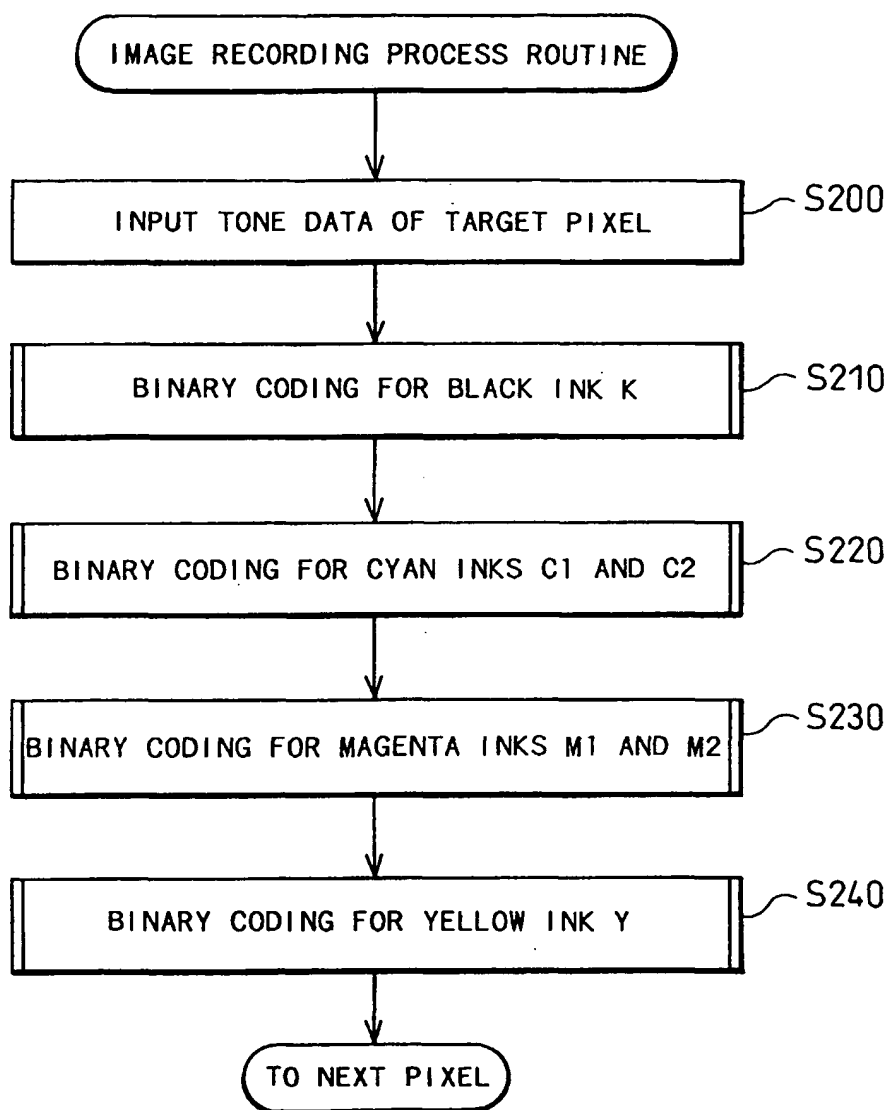 IMAGE RECORDING PROCESS ROUTINE
INPUT TONE DATA OF TARGET PIXEL
S200
BINARY CODING FOR BLACK INK K
S210
BINARY CODING FOR CYAN INKS C1 AND C2
S220
BINARY CODING FOR MAGENTA INKS M1 AND M2
S230
BINARY CODING FOR YELLOW INK Y
S240
TO NEXT PIXEL